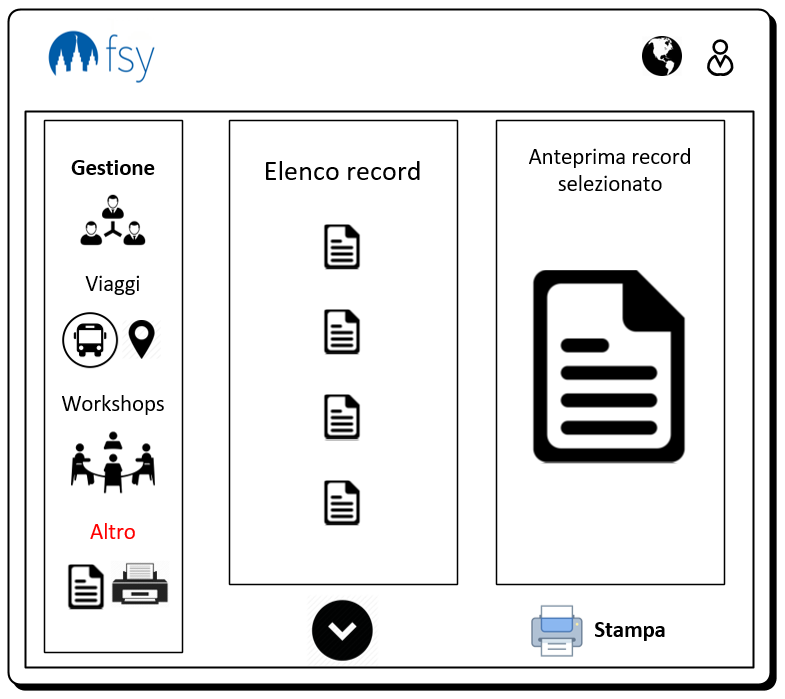 fsy
Gestione
Viaggi
Workshops
Altro
Elenco record
Anteprima record
selezionato
Stampa